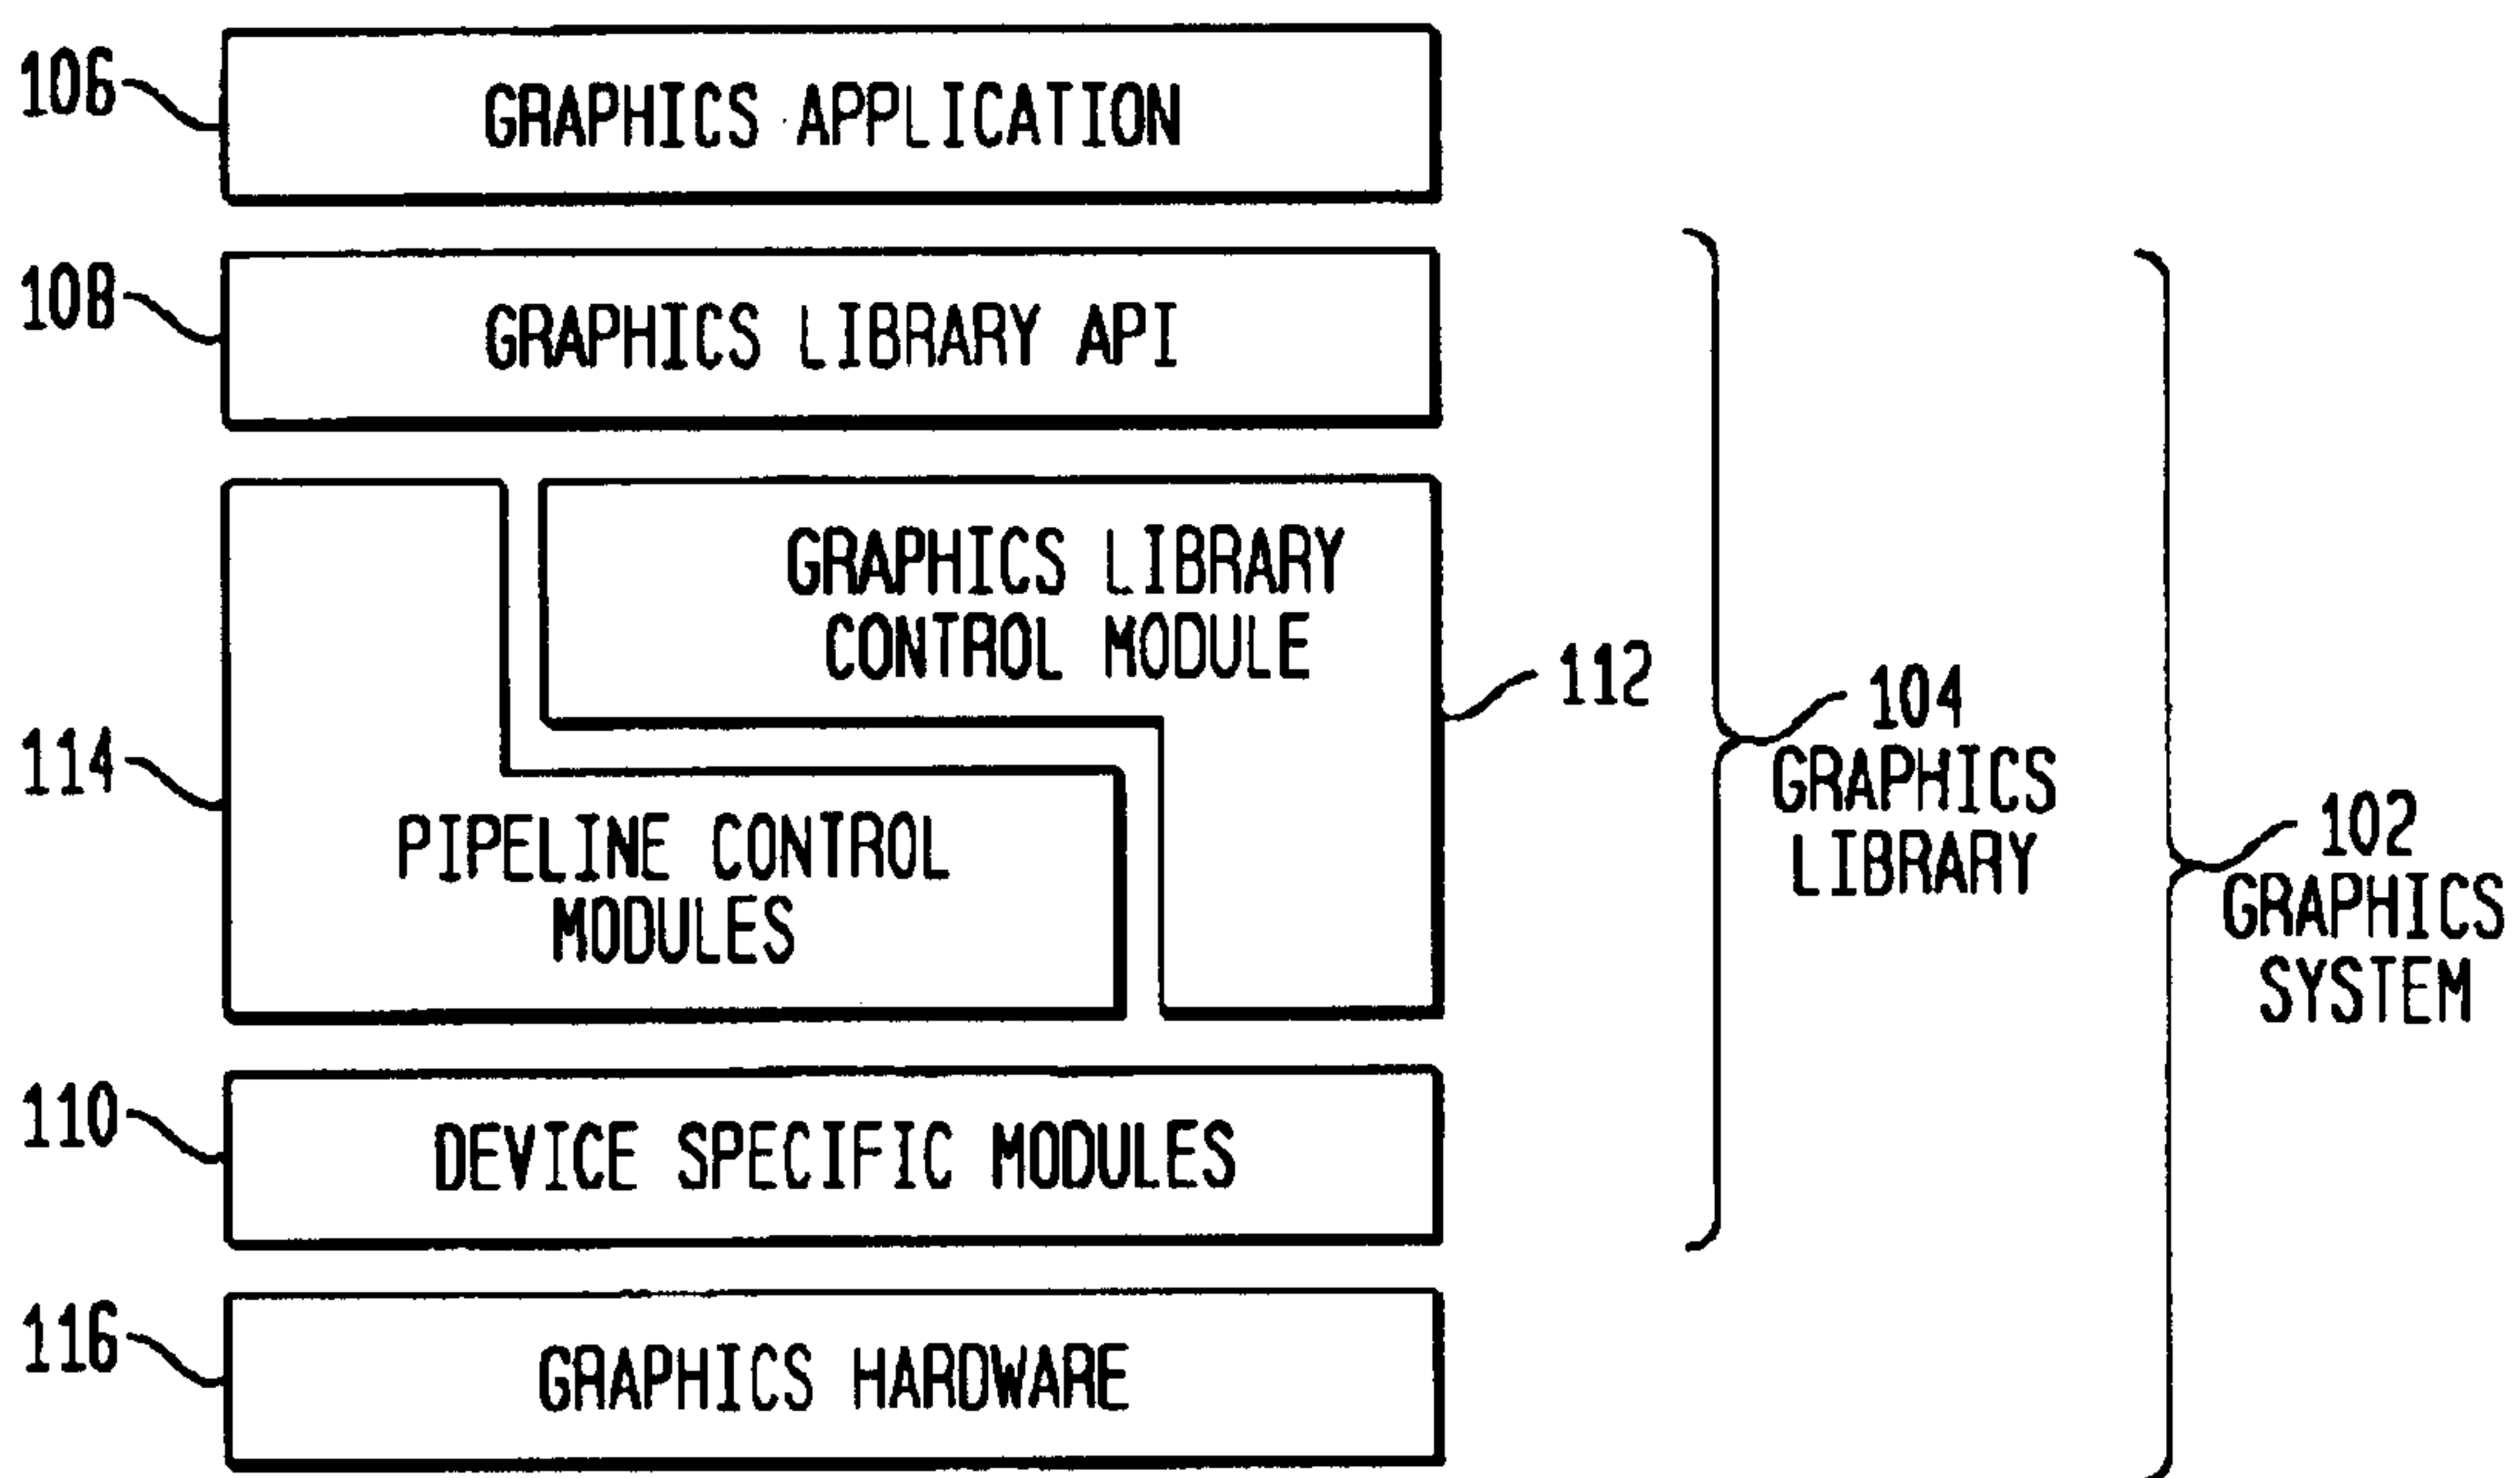 106
GRAPHICS APPLICATION
108
GRAPHICS LIBRARY API
GRAPHICS LIBRARY
CONTROL MODULE
112
114
PIPELINE CONTROL
MODULES
104
GRAPHICS
LIBRARY
102
GRAPHICS
SYSTEM
110
DEVICE SPECIFIC MODULES
116
GRAPHICS HARDWARE